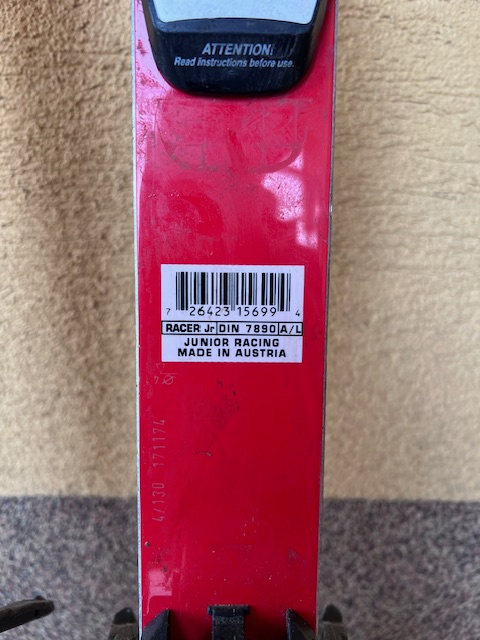 ATTENTION!
Read Instructions before use.
7 26423 15699 4
RACER Jr DIN 7890 A/L
JUNIOR RACING
MADE IN AUSTRIA
4/130 171174